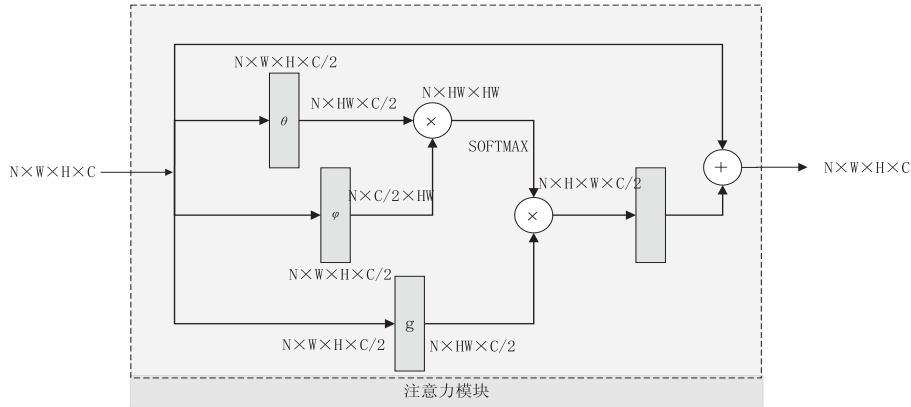 N×W×H×C/2
N×HW×C/2
N×HW×HW
θ
×
SOFTMAX
N×W×H×C
+
N×W×H×C
N×C/2×HW
N×H×W×C/2
φ
×
N×W×H×C/2
g
N×W×H×C/2
N×HW×C/2
注意力模块